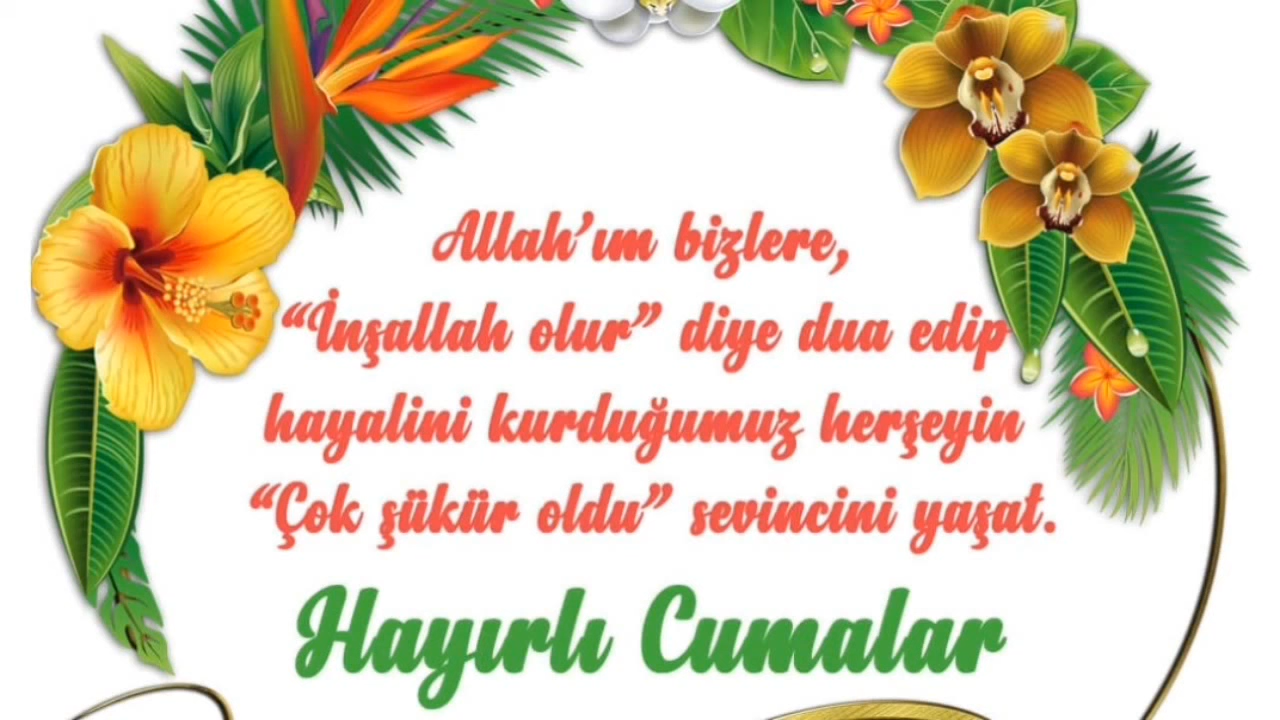 Allah’ım bizlere,
“İnşallah olur” diye dua edip
hayalini kurduğumuz herşeyin
“Çok şükür oldu” sevincini yaşat.
Hayırlı Cumalar